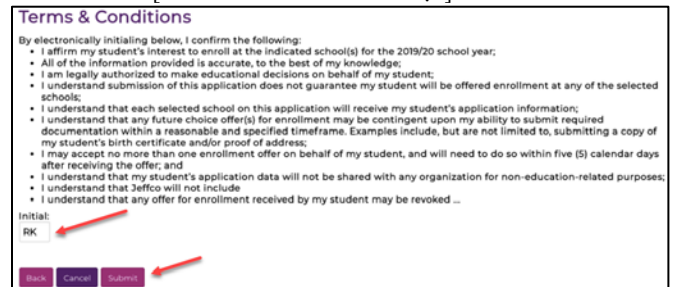 Terms & Conditions
By electronically initialing below, I confirm the following:
• I affirm my student's interest to enroll at the indicated school(s) for the 2019/20 school year;
• All of the information provided is accurate, to the best of my knowledge;
• I am legally authorized to make educational decisions on behalf of my student;
• I understand submission of this application does not guarantee my student will be offered enrollment at any of the selected
schools;
• I understand that each selected school on this application will receive my student's application information;
• I understand that any future choice offer(s) for enrollment may be contingent upon my ability to submit required
documentation within a reasonable and specified timeframe. Examples include, but are not limited to, submitting a copy of
my student's birth certificate and/or proof of address;
• I may accept no more than one enrollment offer on behalf of my student, and will need to do so within five (5) calendar days
after receiving the offer; and
• I understand that my student's application data will not be shared with any organization for non-education-related purposes;
• I understand that Jeffco will not include
• I understand that any offer for enrollment received by my student may be revoked ...
Initial:
RK
Back Cancel Submit